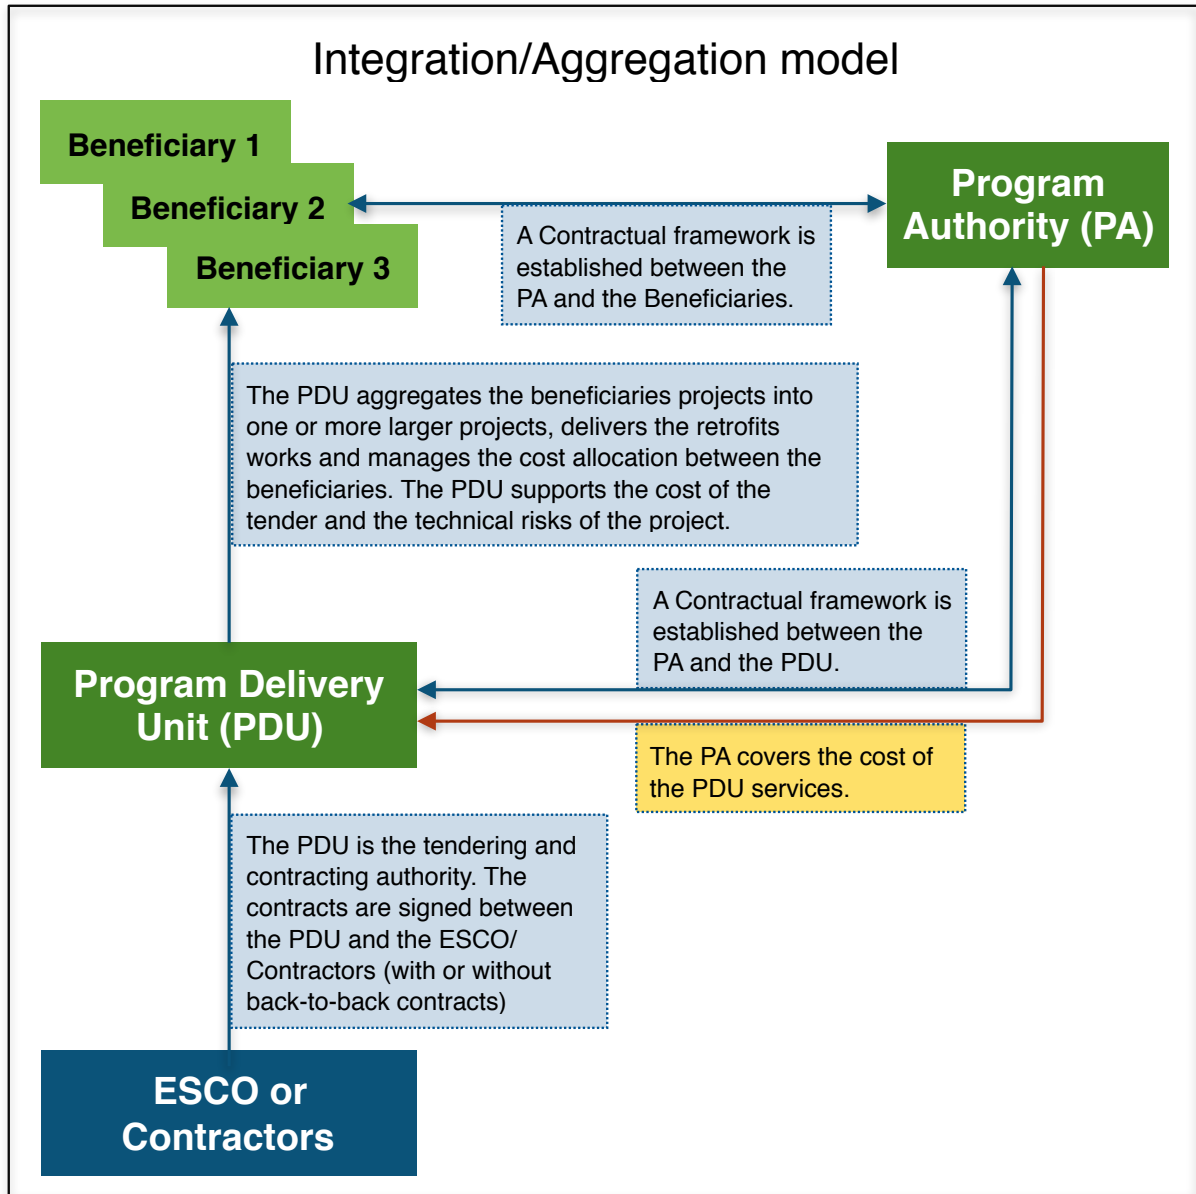 Integration/Aggregation model
Beneficiary 1
Beneficiary 2
Beneficiary 3
Program
Authority (PA)
A Contractual framework is
established between the
PA and the Beneficiaries.
The PDU aggregates the beneficiaries projects into
one or more larger projects, delivers the retrofits
works and manages the cost allocation between the
beneficiaries. The PDU supports the cost of the
tender and the technical risks of the project.
A Contractual framework is
established between the
PA and the PDU.
Program Delivery
Unit (PDU)
The PA covers the cost of
the PDU services.
The PDU is the tendering and
contracting authority. The
contracts are signed between
the PDU and the ESCO/
Contractors (with or without
back-to-back contracts)
ESCO or
Contractors